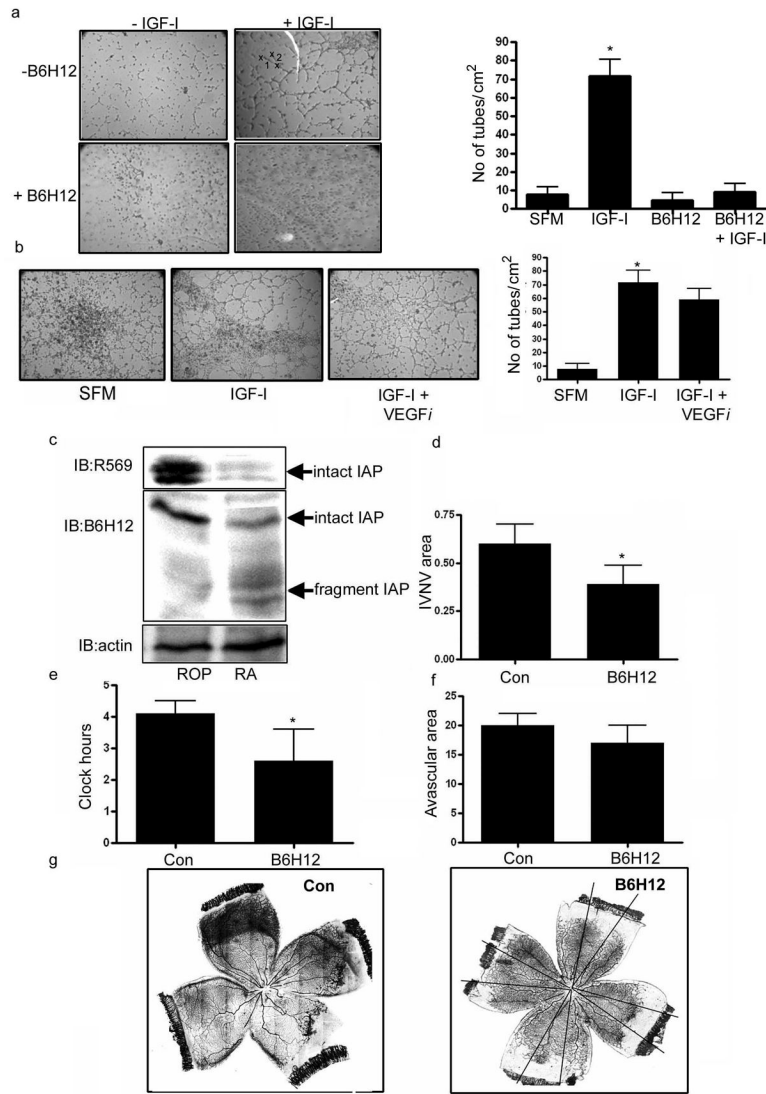 a
- IGF-I
+ IGF-I
-B6H12
x x 2
1 x
+ B6H12
No of tubes/cm2
90
80
70
60
50
40
30
20
10
0
*
SFM
IGF-I
B6H12
B6H12
+ IGF-I
b
SFM
IGF-I
IGF-I +
VEGFi
No of tubes/cm2
90
80
70
60
50
40
30
20
10
0
*
SFM
IGF-I
IGF-I +
VEGFi
c
IB:R569
intact IAP
IB:B6H12
intact IAP
fragment IAP
IB:actin
ROP
RA
d
IVNV area
0.75
0.50
0.25
0.00
*
Con
B6H12
e
Clock hours
5
4
3
2
1
0
*
Con
B6H12
f
Avascular area
25
20
15
10
5
0
Con
B6H12
g
Con
B6H12